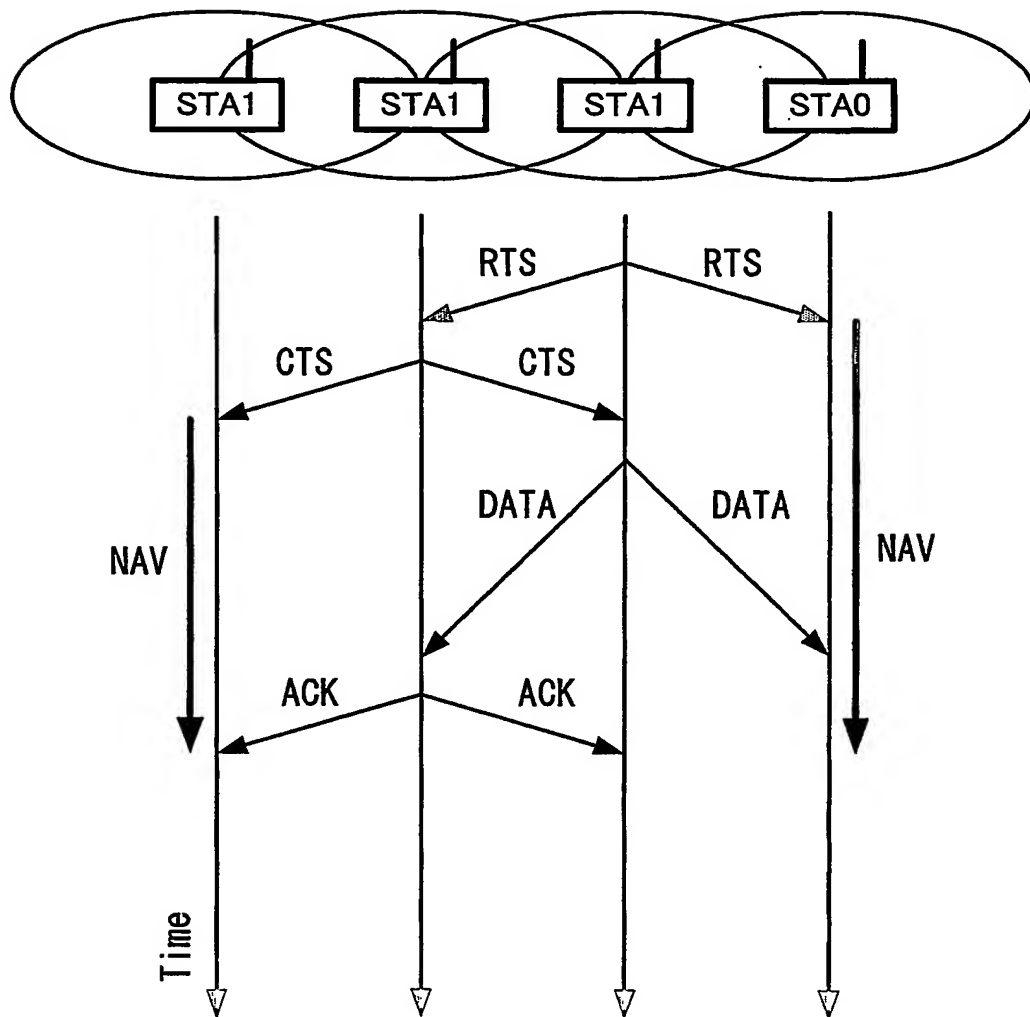 STA1 STA1 STA1 STA0
RTS RTS
CTS CTS
DATA DATA
NAV NAV
ACK ACK
Time